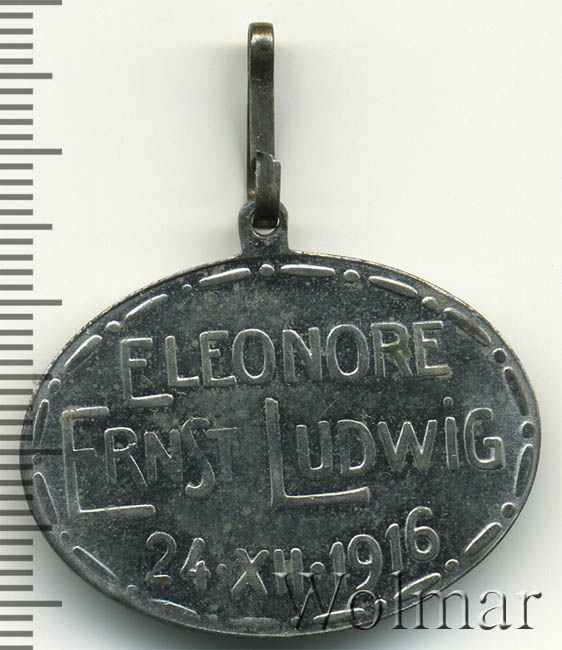 ELEONORE
ERNST LUDWIG
24·XII·1916
Wolmar